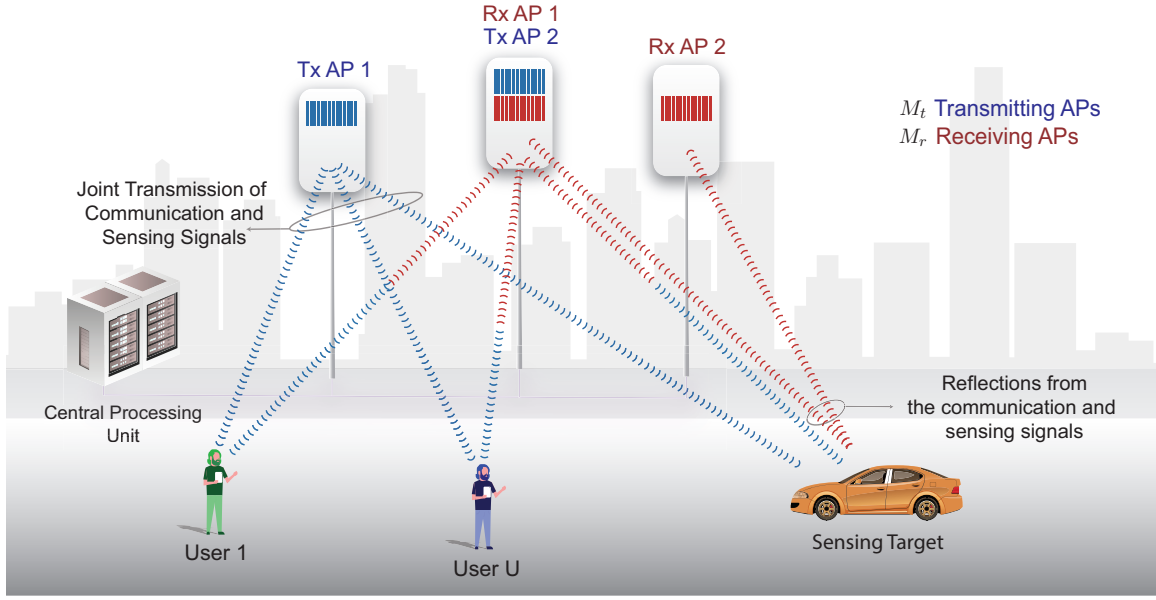 Rx AP 1
Tx AP 2
Tx AP 1
Rx AP 2
M_t Transmitting APs
M_r Receiving APs
Joint Transmission of
Communication and
Sensing Signals
Central Processing
Unit
Reflections from
the communication and
sensing signals
User 1
User U
Sensing Target